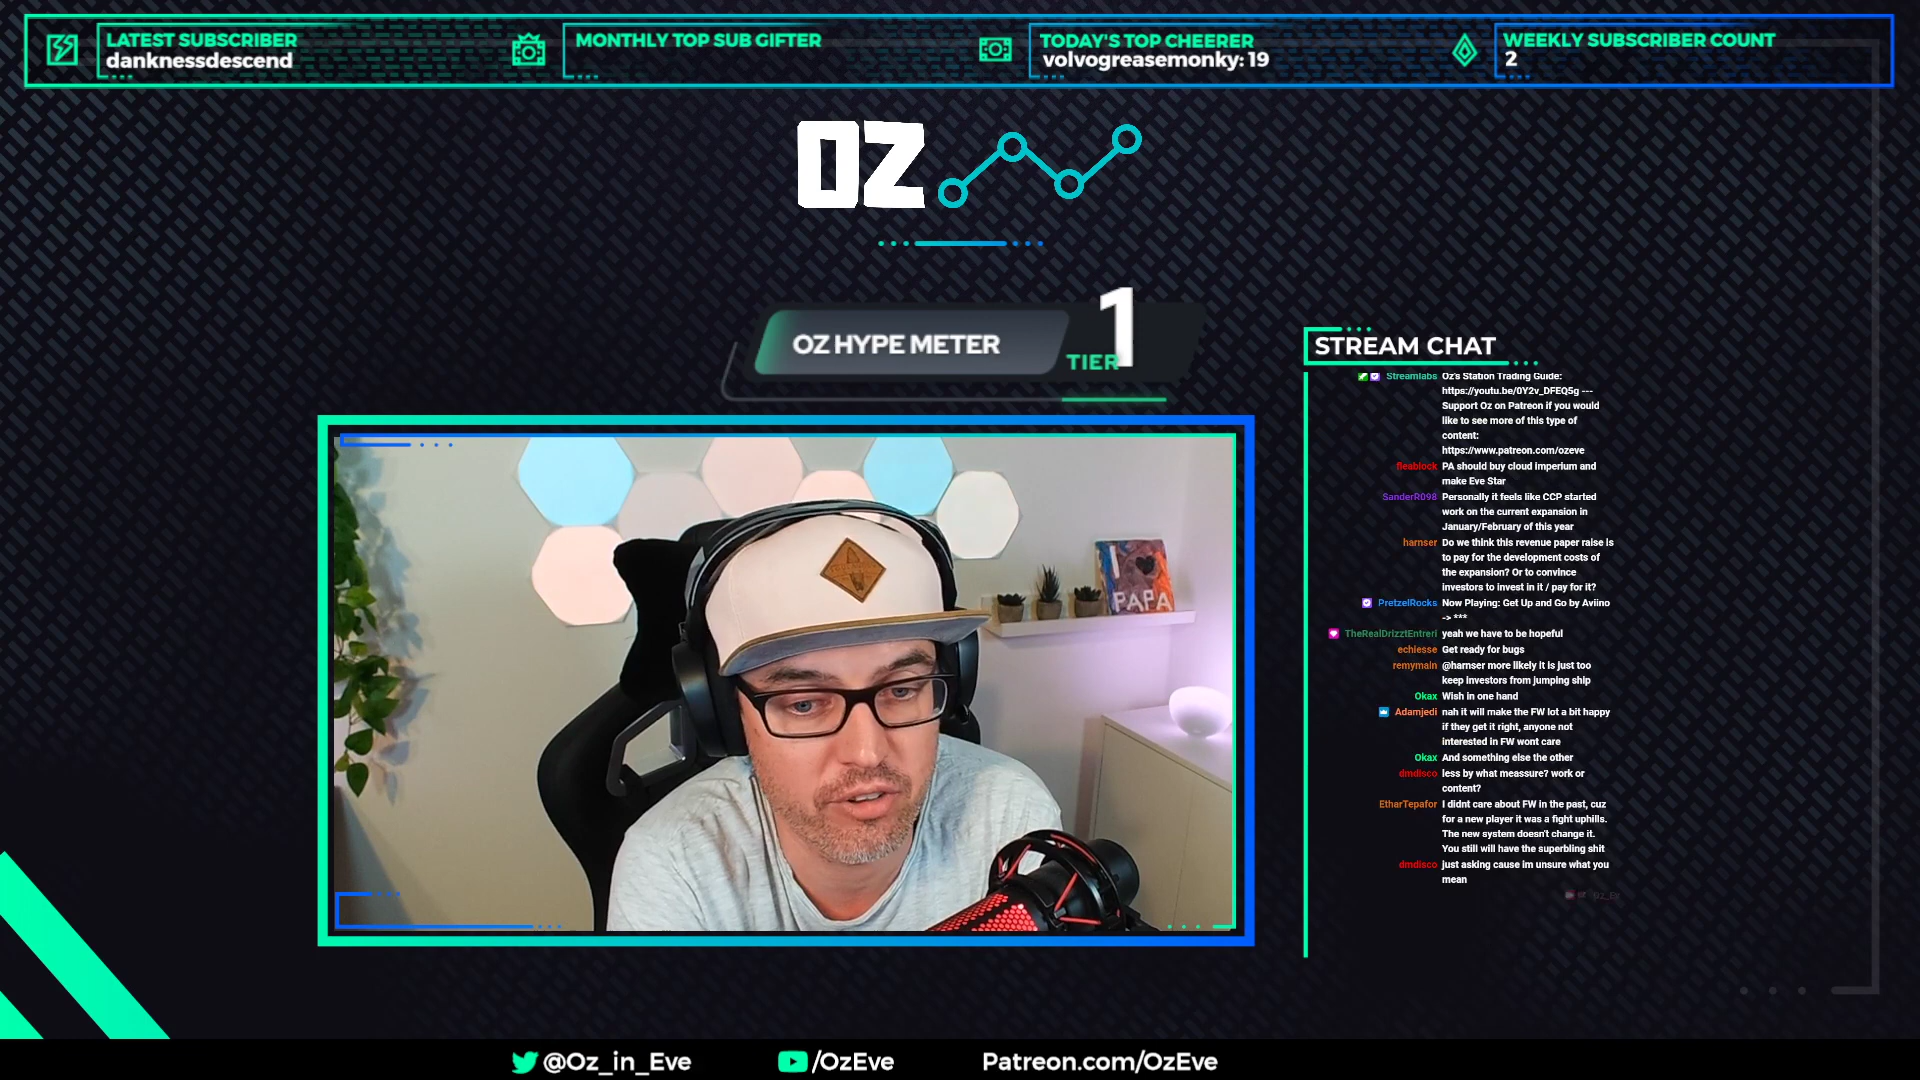 LATEST SUBSCRIBER
danknessdescend
MONTHLY TOP SUB GIFTER
TODAY'S TOP CHEERER
volvogreasemonky: 19
WEEKLY SUBSCRIBER COUNT
2
OZ
OZ HYPE METER
TIER 1
PAPA
STREAM CHAT
Streamlabs Oz's Station Trading Guide:
https://youtu.be/0Y2v_DFEQ5g ---
Support Oz on Patreon if you would
like to see more of this type of
content:
https://www.patreon.com/ozeve
fleablock PA should buy cloud imperium and
make Eve Star
SanderR098 Personally it feels like CCP started
work on the current expansion in
January/February of this year
harnser Do we think this revenue paper raise is
to pay for the development costs of
the expansion? Or to convince
investors to invest in it / pay for it?
PretzelRocks Now Playing: Get Up and Go by Aviino
-> ***
TheRealDrizztEntreri yeah we have to be hopeful
echiesse Get ready for bugs
remymain @harnser more likely it is just too
keep investors from jumping ship
Okax Wish in one hand
Adamjedi nah it will make the FW lot a bit happy
if they get it right, anyone not
interested in FW wont care
Okax And something else the other
dmdisco less by what meassure? work or
content?
EtharTepafor I didnt care about FW in the past, cuz
for a new player it was a fight uphills.
The new system doesn't change it.
You still will have the superbling shit
dmdisco just asking cause im unsure what you
mean
@Oz_in_Eve
/OzEve
Patreon.com/OzEve